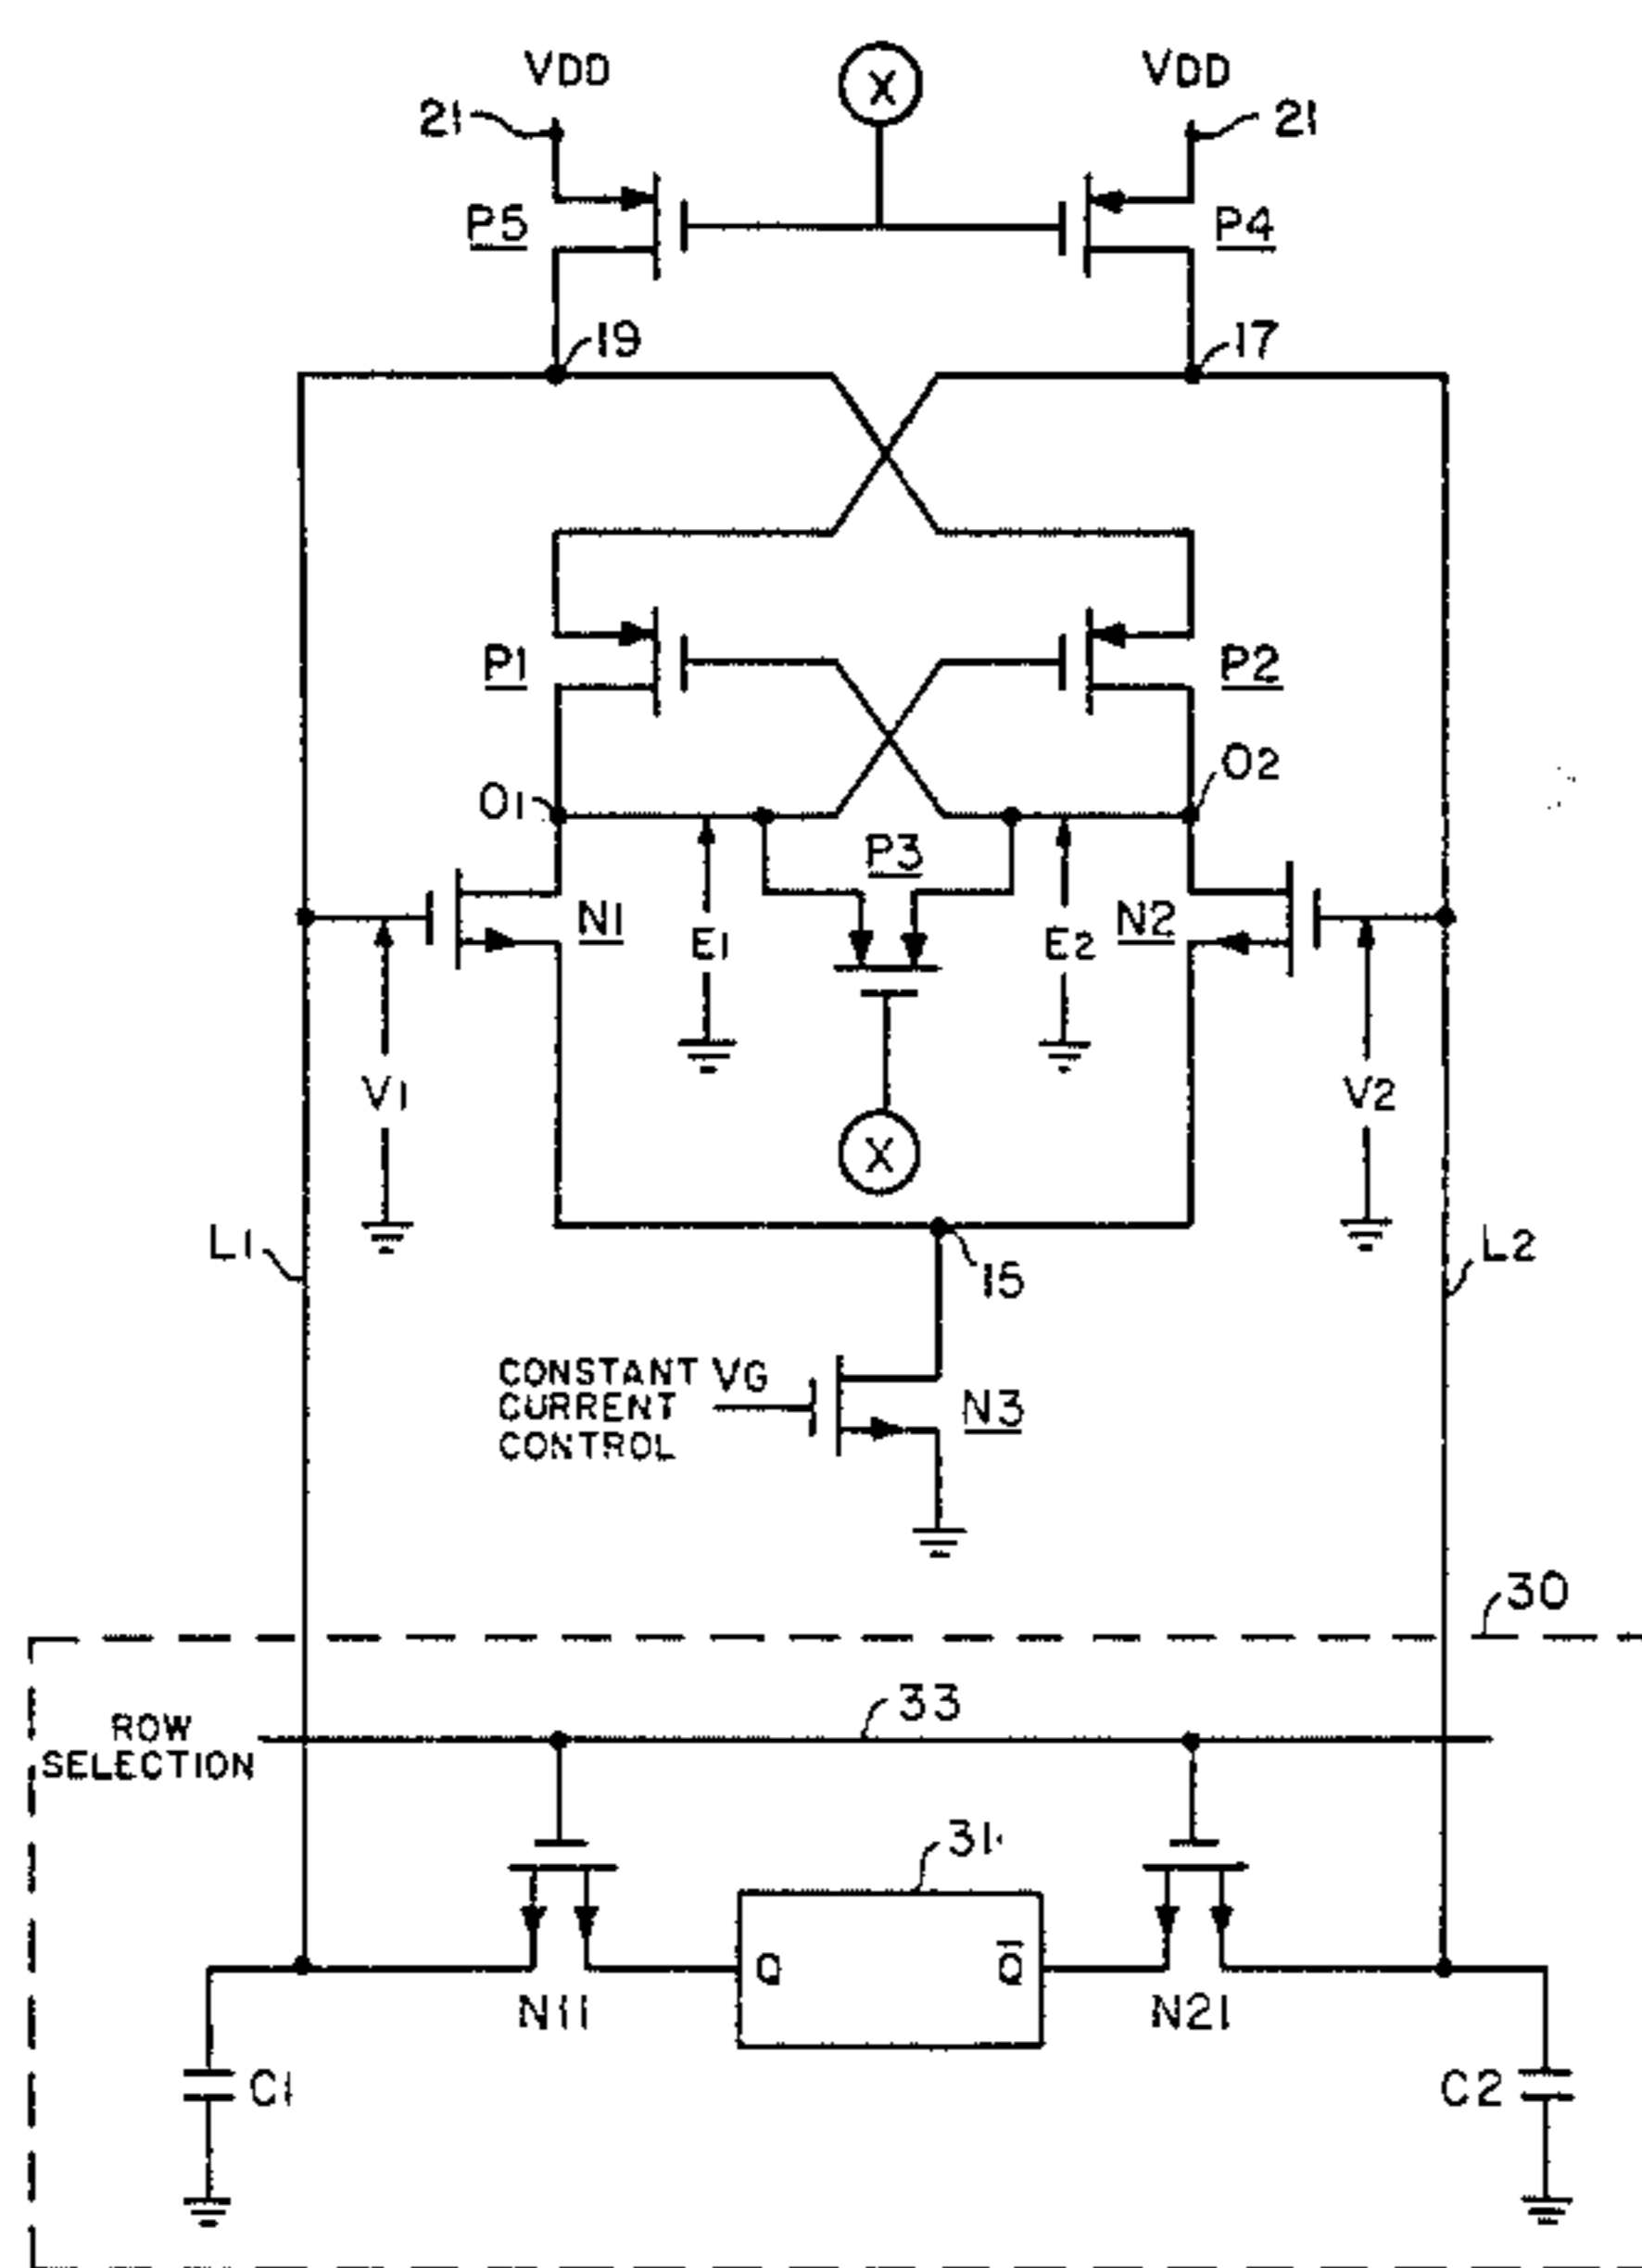 VDD
X
VDD
21
21
P5
P4
19
17
P1
P2
O1
O2
P3
N1
E1
E2
N2
V1
X
V2
L1
15
L2
CONSTANT VG
CURRENT
CONTROL
N3
30
33
ROW
SELECTION
31
Q
Q̅
N11
N21
C1
C2